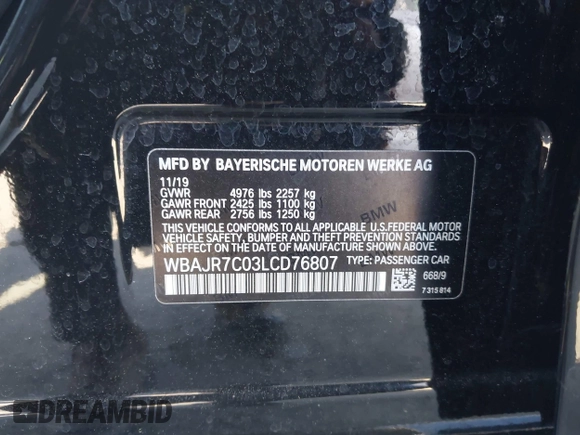 MFD BY BAYERISCHE MOTOREN WERKE AG
11/19
GVWR 4976 lbs 2257 kg
GAWR FRONT 2425 lbs 1100 kg
GAWR REAR 2756 lbs 1250 kg
BMW
THIS VEHICLE CONFORMS TO ALL APPLICABLE U.S.FEDERAL MOTOR
VEHICLE SAFETY, BUMPER, AND THEFT PREVENTION STANDARDS
IN EFFECT ON THE DATE OF MANUFACTURE SHOWN ABOVE.
WBAJR7C03LCD76807 TYPE: PASSENGER CAR
668/9
7 315 814
DREAMBID